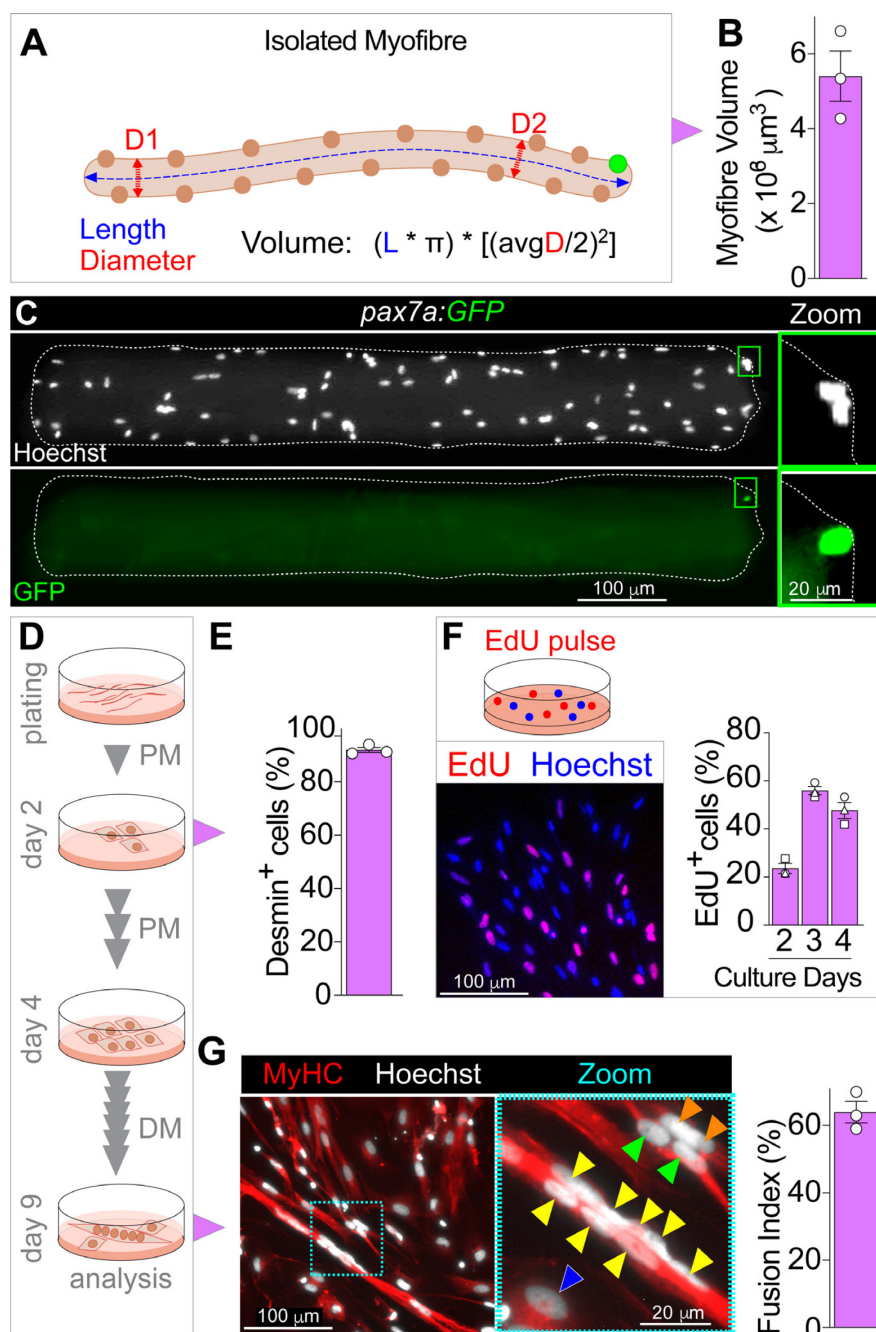 A
Isolated Myofibre
D1
D2
Length
Diameter
Volume: (L * π) * [(avgD/2)²]
B
Myofibre Volume
(x 10⁶ μm³)
6
4
2
0
C
pax7a:GFP
Zoom
Hoechst
GFP
100 μm
20 μm
D
plating
PM
day 2
PM
day 4
DM
day 9
analysis
E
Desmin⁺ cells (%)
100
80
60
40
20
0
F
EdU pulse
EdU Hoechst
100 μm
EdU⁺cells (%)
80
60
40
20
0
2 3 4
Culture Days
G
MyHC Hoechst
Zoom
100 μm
20 μm
Fusion Index (%)
60
40
20
0